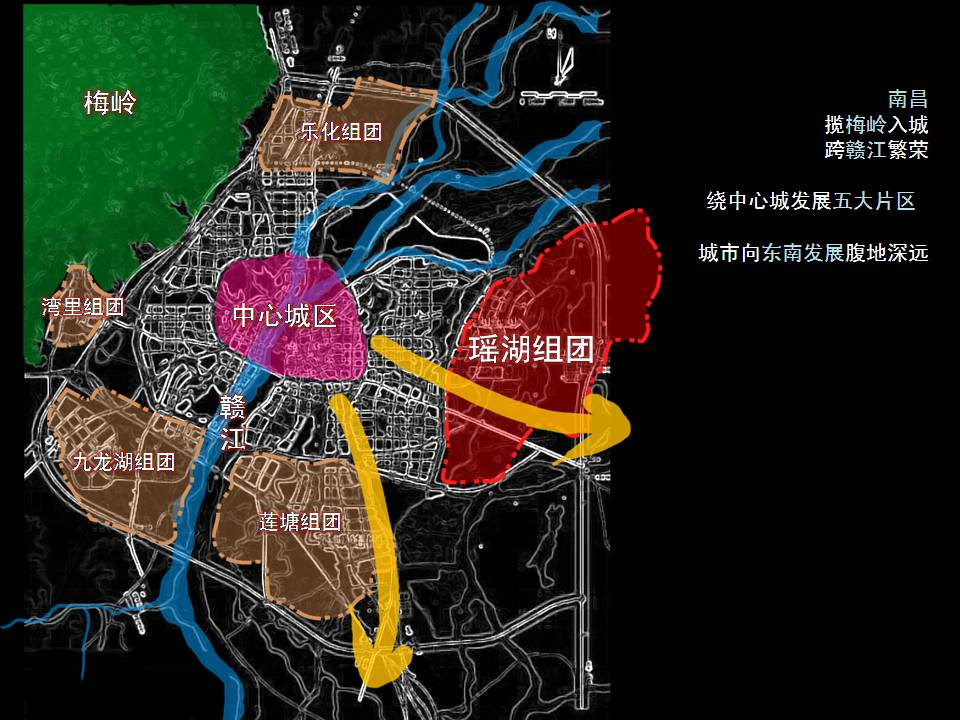 梅岭
乐化组团
湾里组团
中心城区
瑶湖组团
赣
江
九龙湖组团
莲塘组团
南昌
揽梅岭入城
跨赣江繁荣
绕中心城发展五大片区
城市向东南发展腹地深远